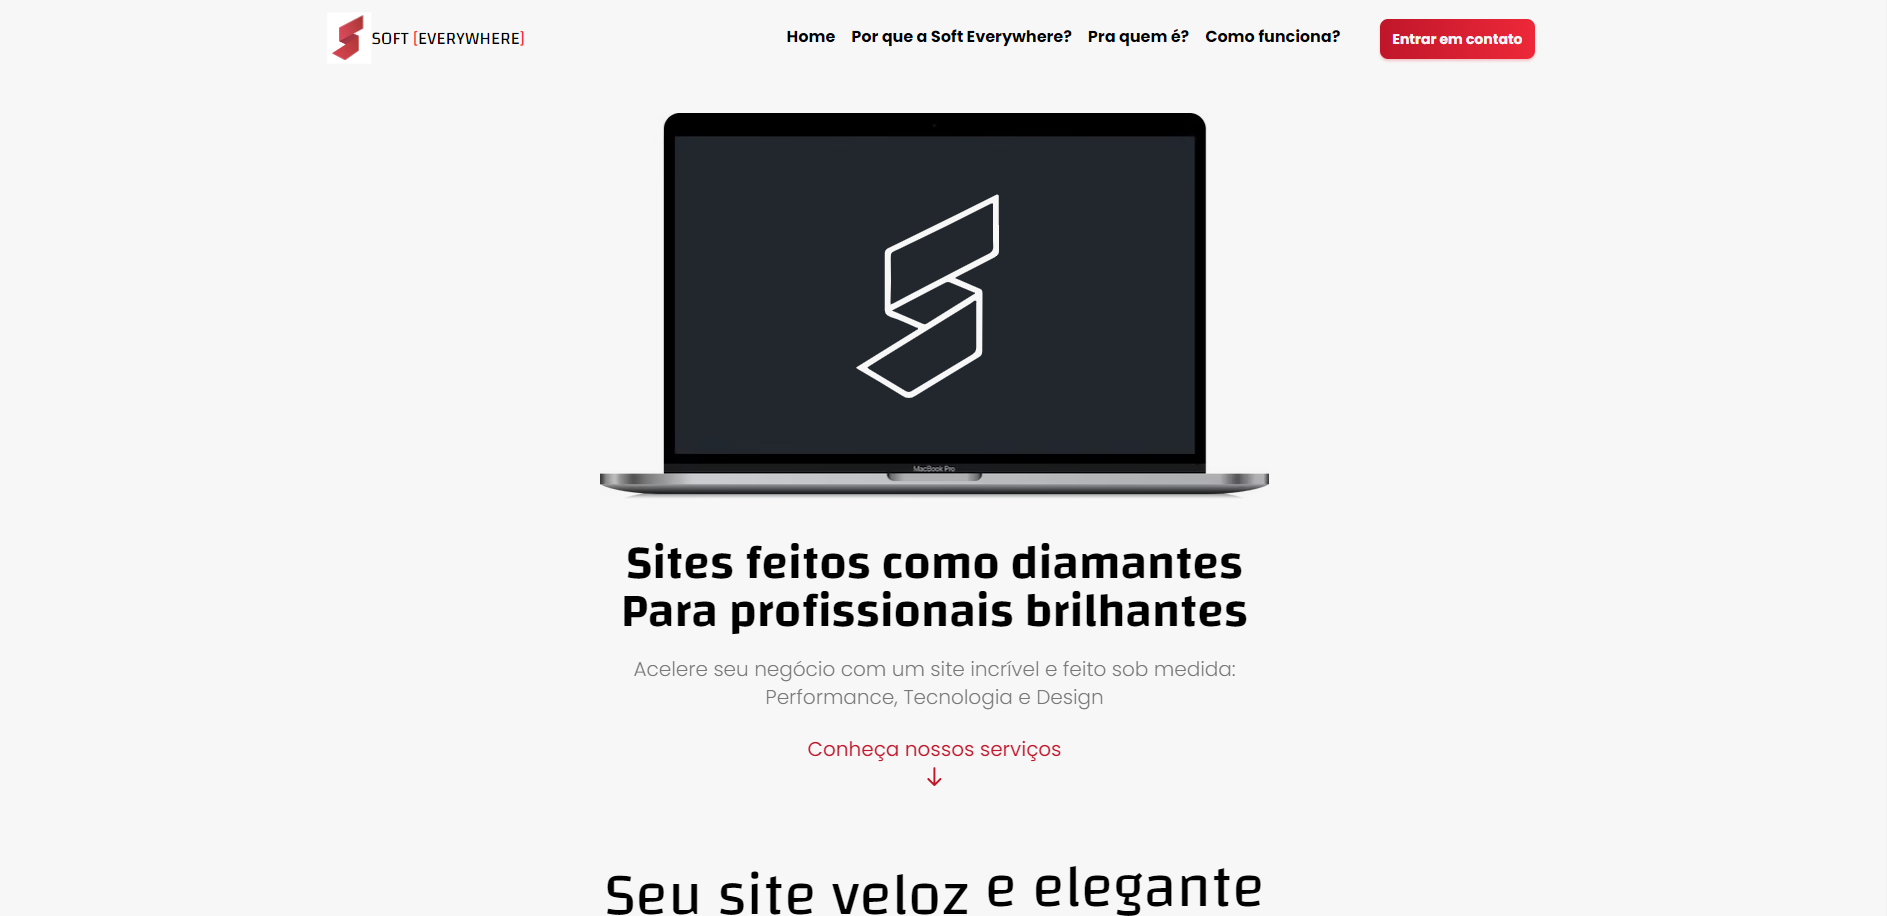 SOFT [EVERYWHERE]
Home Por que a Soft Everywhere? Pra quem é? Como funciona? Entrar em contato
MacBook Pro
Sites feitos como diamantes
Para profissionais brilhantes
Acelere seu negócio com um site incrível e feito sob medida:
Performance, Tecnologia e Design
Conheça nossos serviços
Seu site veloz e elegante